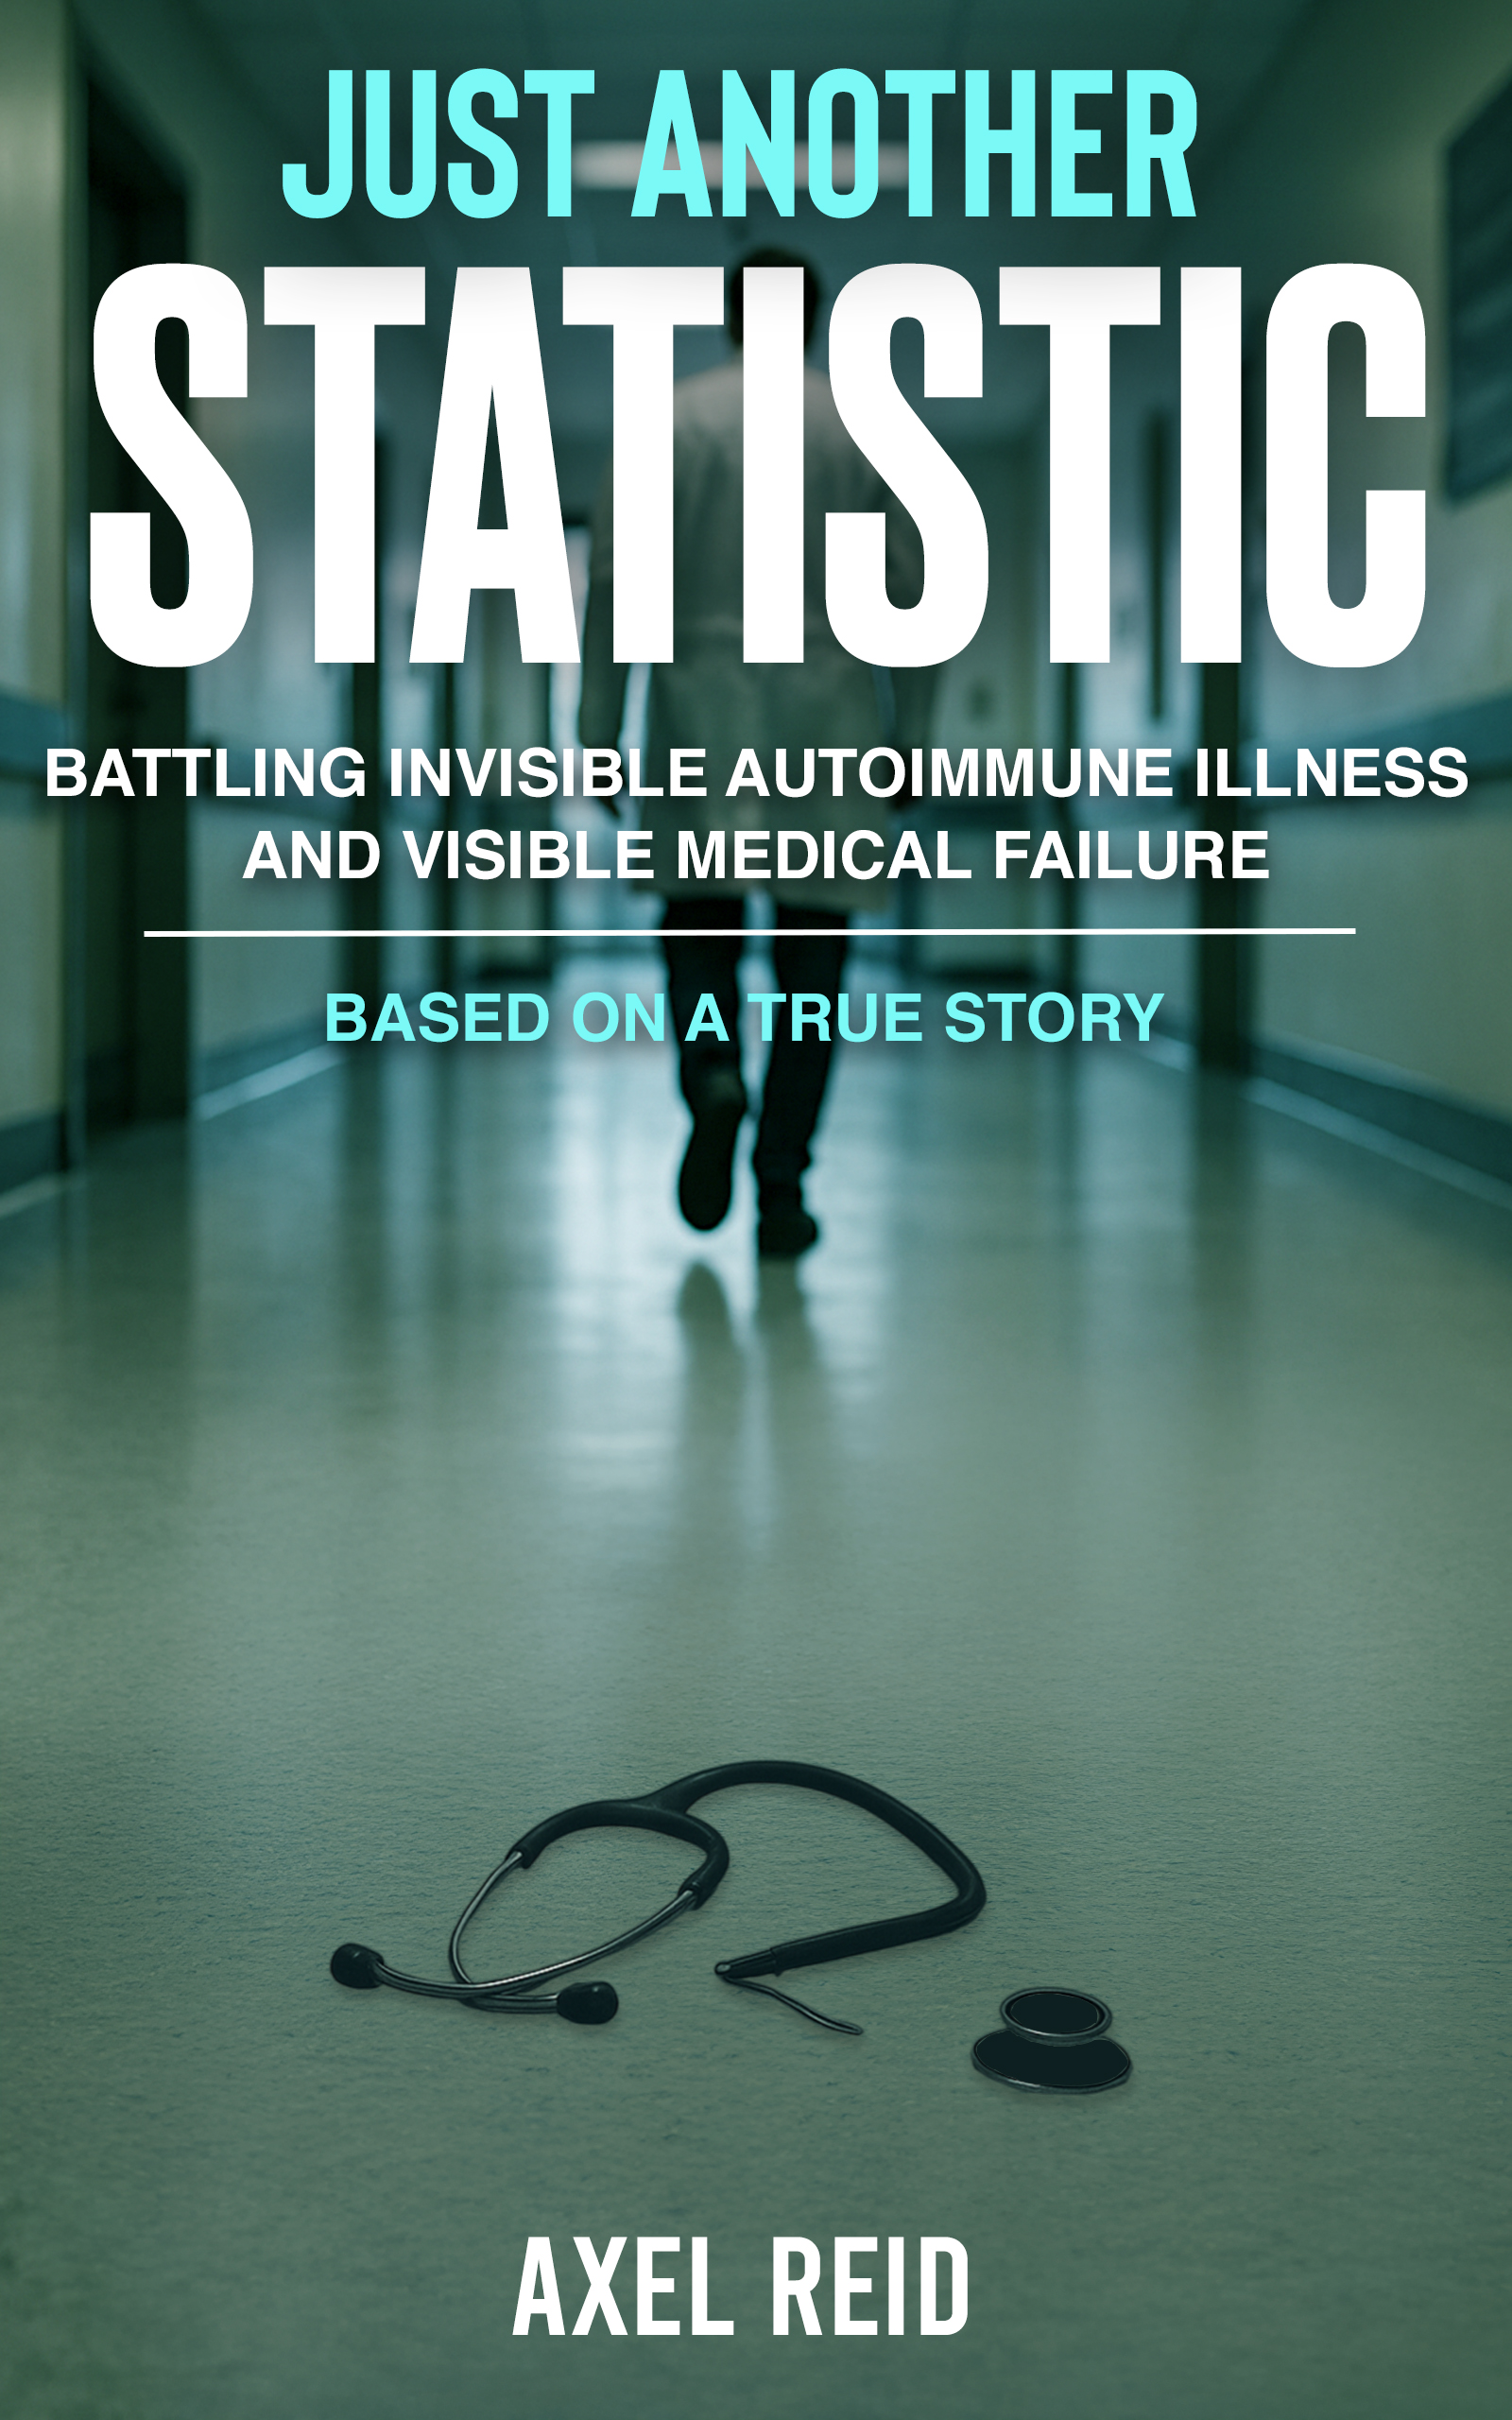 JUST ANOTHER
STATISTIC
BATTLING INVISIBLE AUTOIMMUNE ILLNESS
AND VISIBLE MEDICAL FAILURE
BASED ON A TRUE STORY
AXEL REID